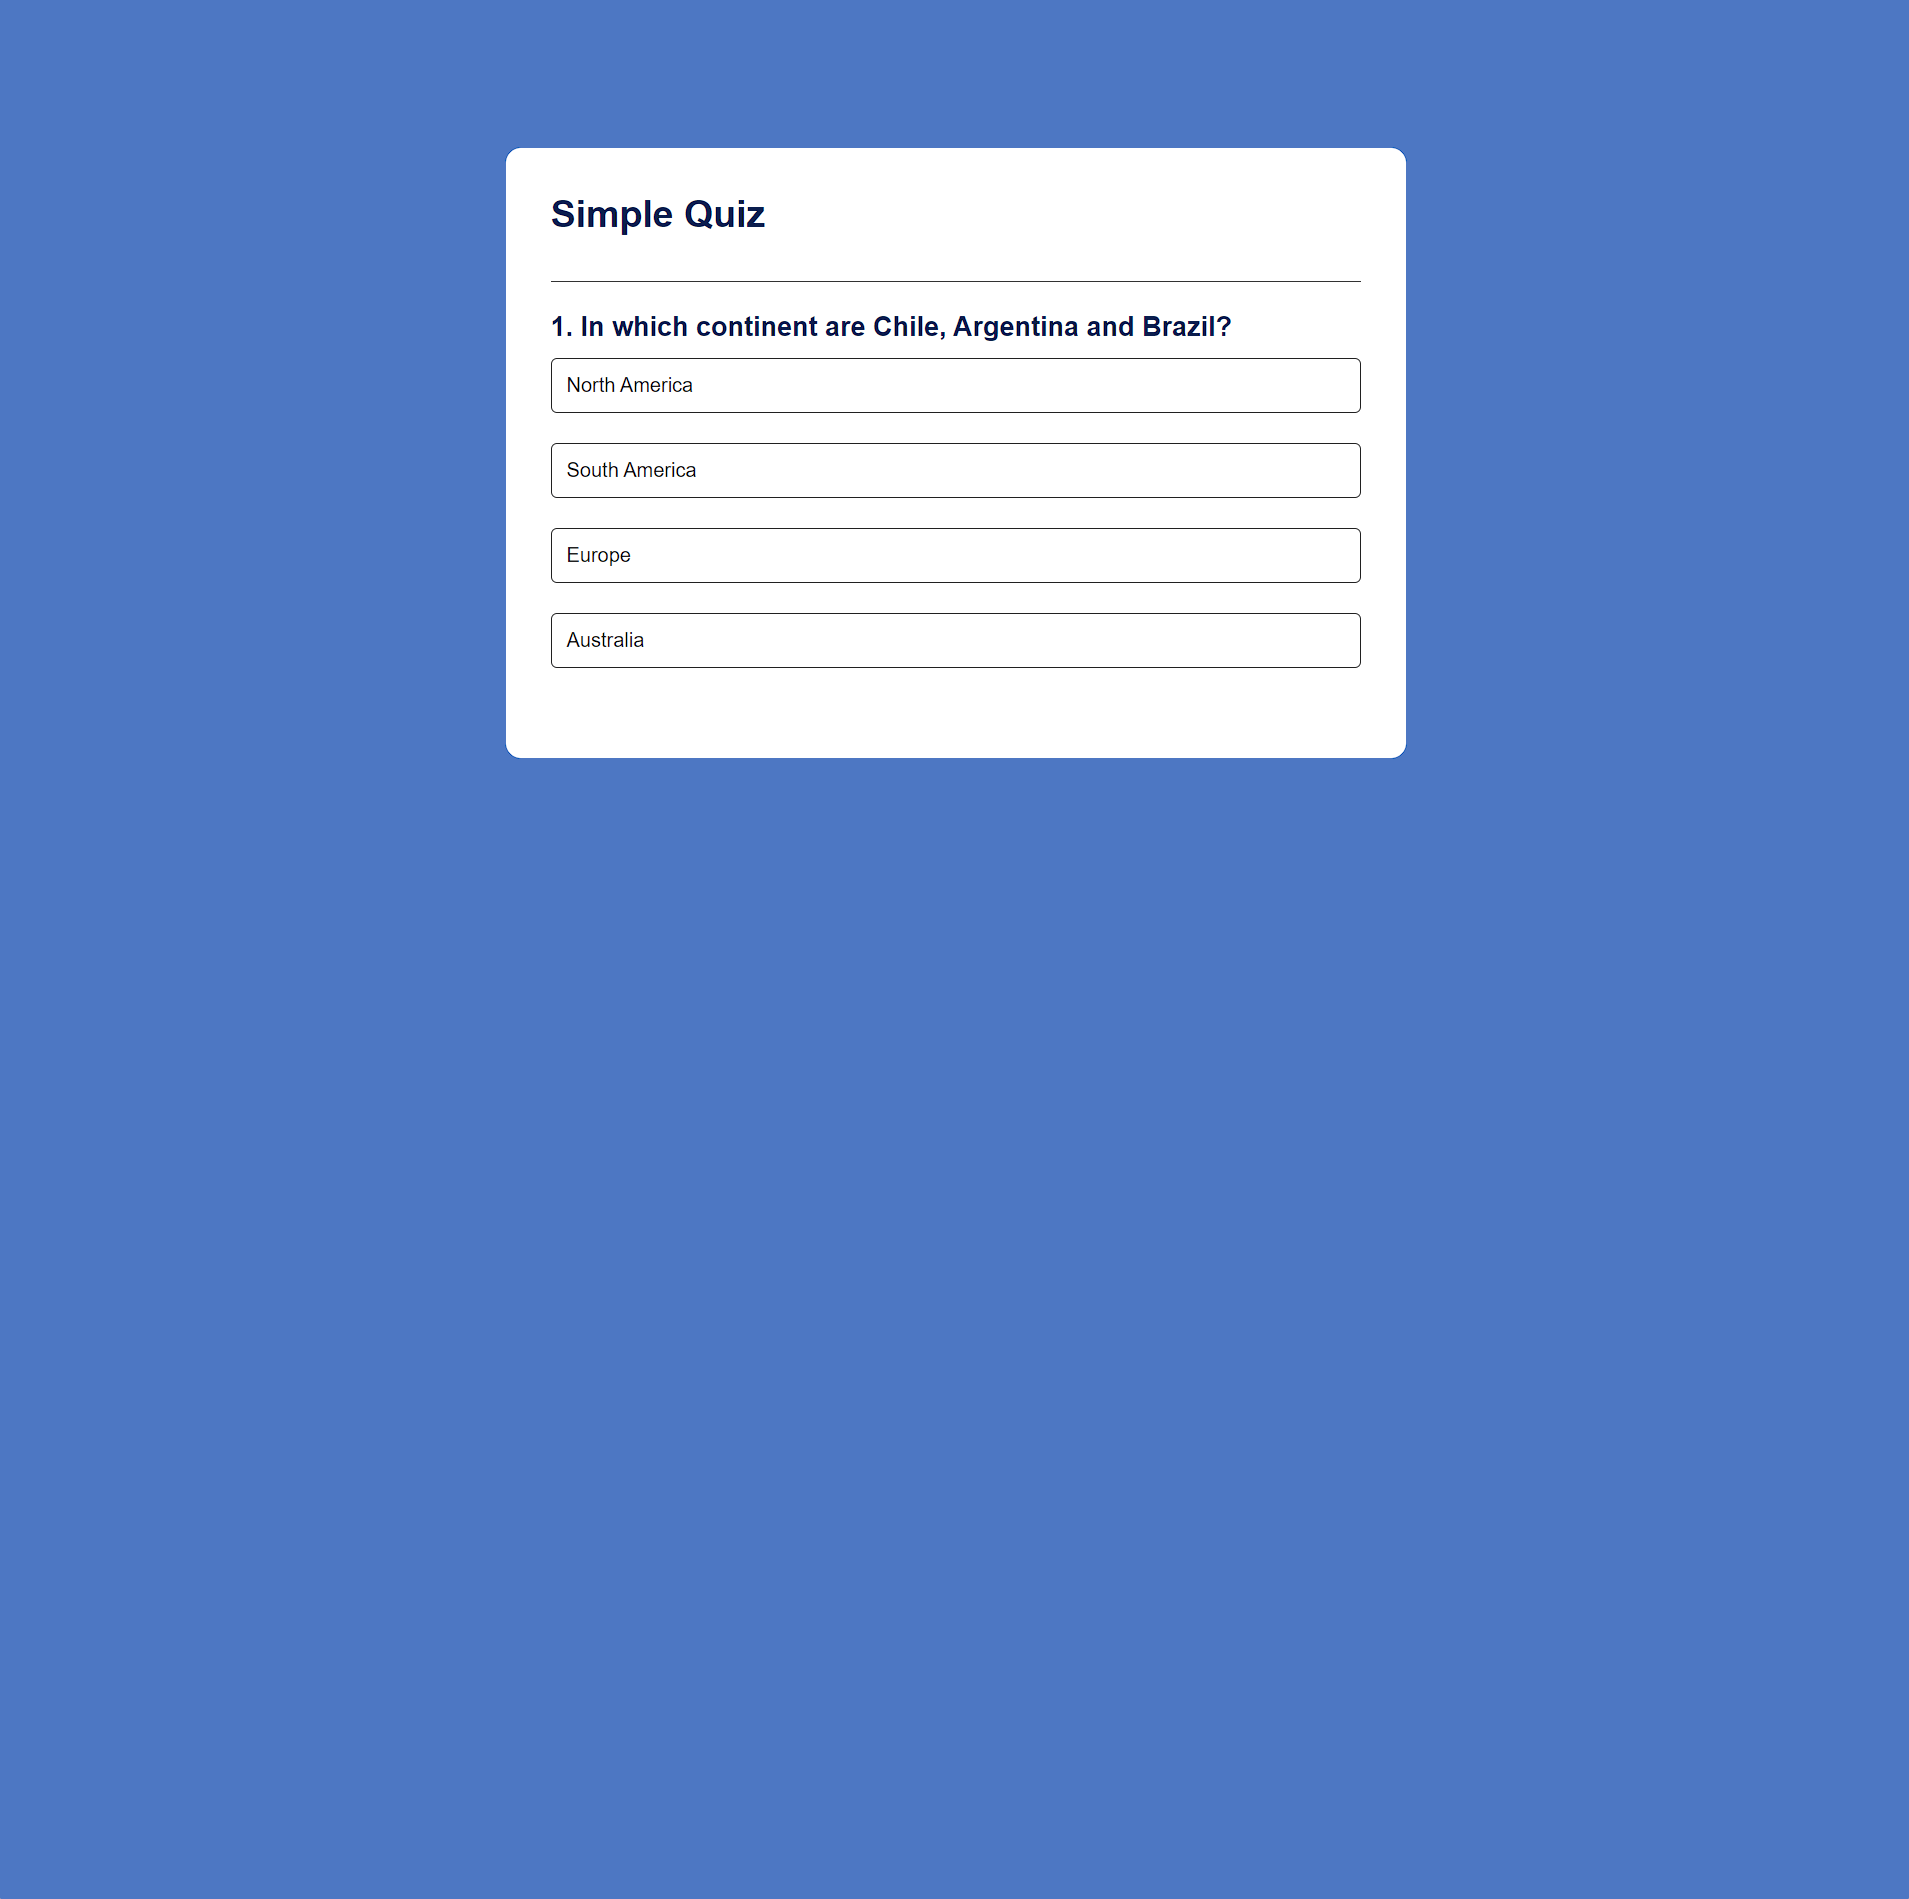 Simple Quiz
1. In which continent are Chile, Argentina and Brazil?
North America
South America
Europe
Australia